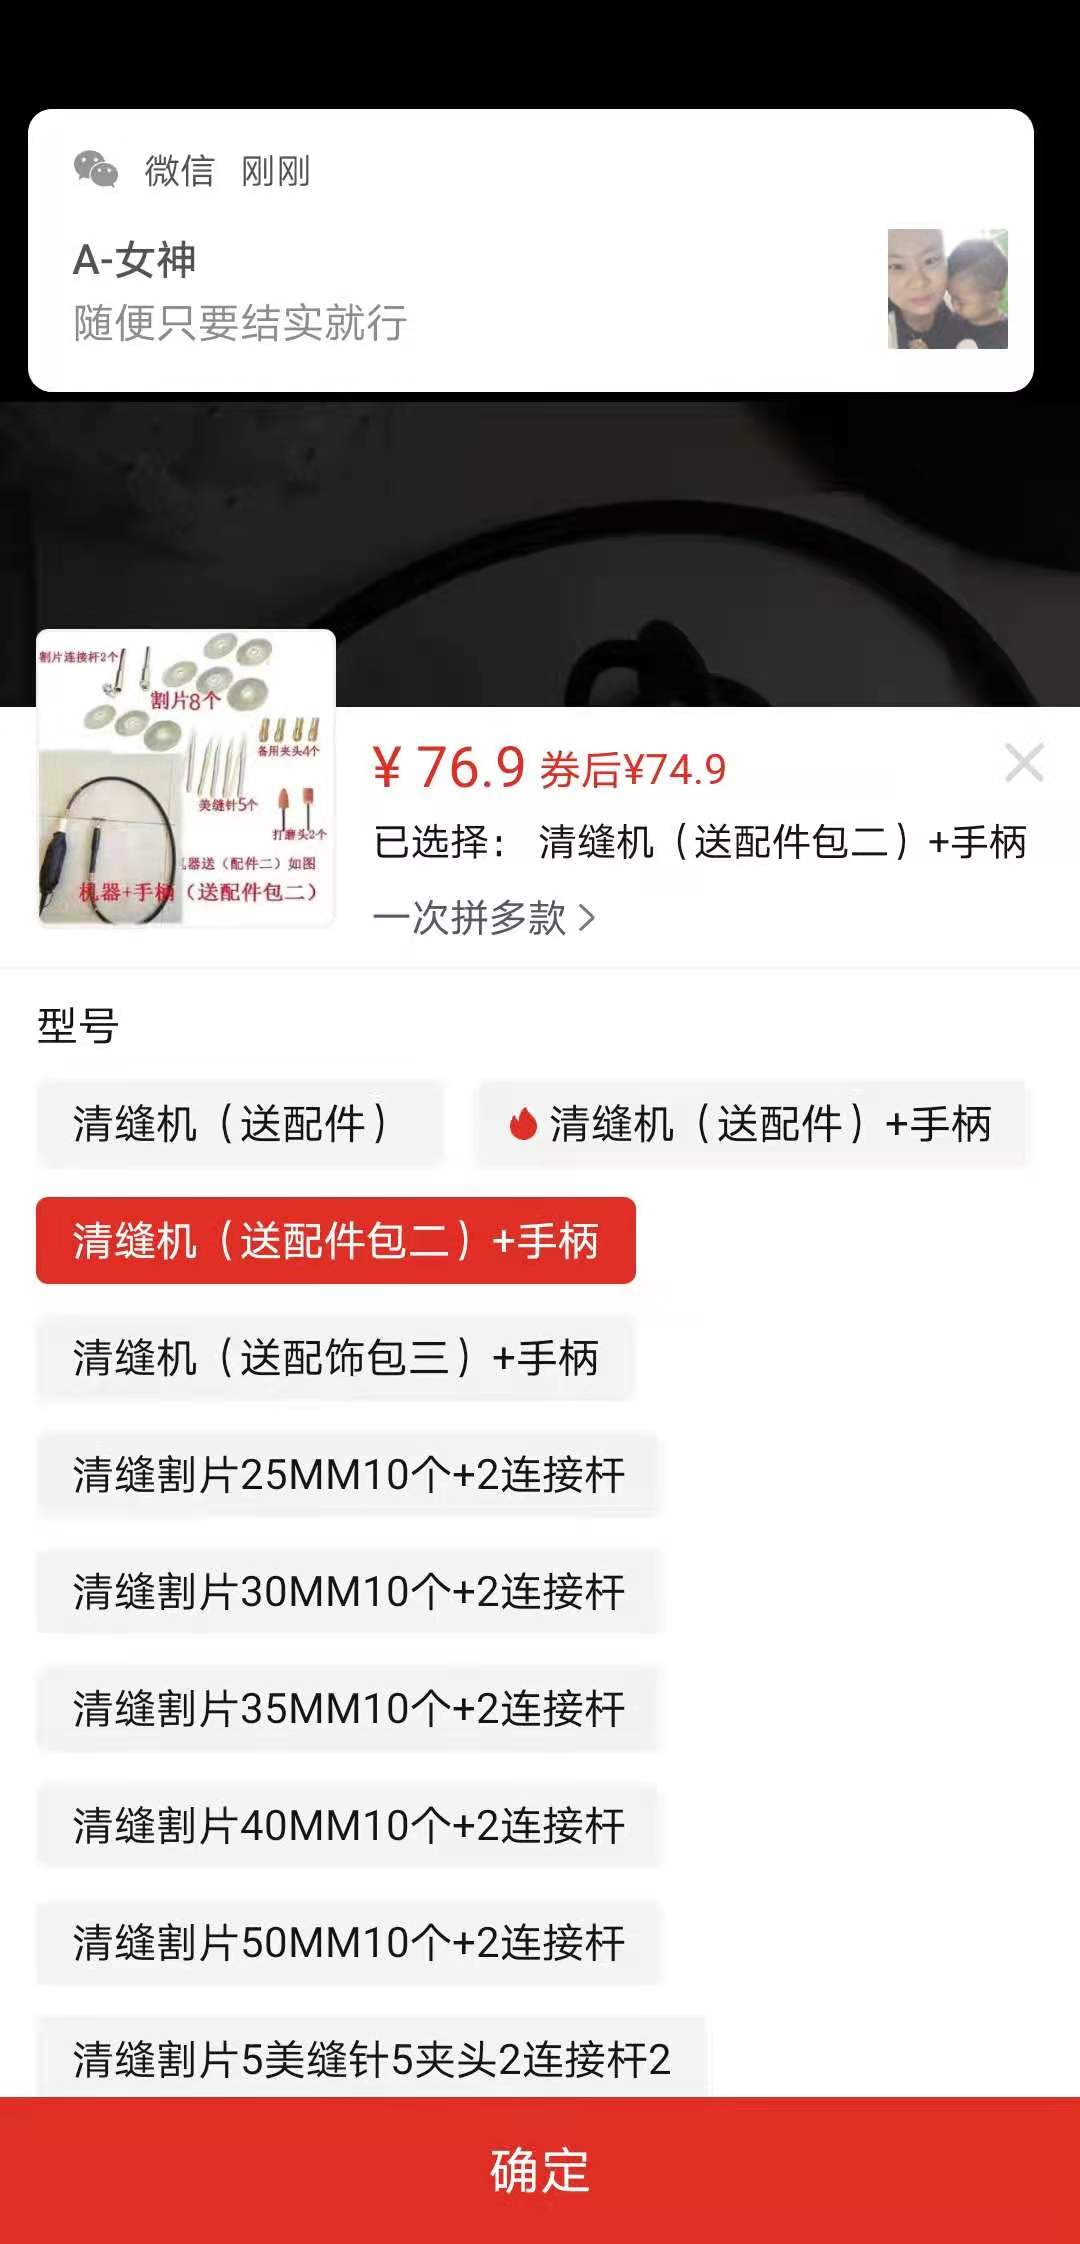 微信 刚刚
A-女神
随便只要结实就行
割片连接杆2个
割片8个
备用夹头4个
美缝针5个
打磨头2个
机器送（配件二）如图
机器+手柄（送配件包二）
¥ 76.9 券后¥74.9
已选择： 清缝机（送配件包二）+手柄
一次拼多款 >
型号
清缝机（送配件）
清缝机（送配件）+手柄
清缝机（送配件包二）+手柄
清缝机（送配饰包三）+手柄
清缝割片25MM10个+2连接杆
清缝割片30MM10个+2连接杆
清缝割片35MM10个+2连接杆
清缝割片40MM10个+2连接杆
清缝割片50MM10个+2连接杆
清缝割片5美缝针5夹头2连接杆2
确定